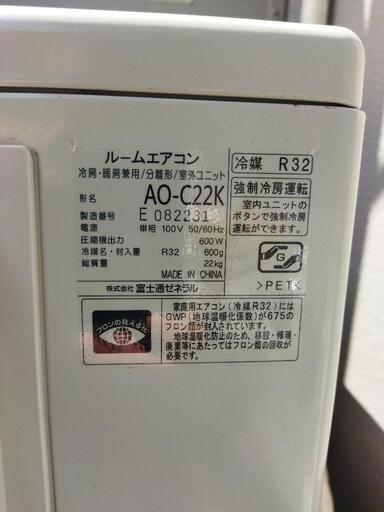 ルームエアコン
冷房・暖房兼用/分離形/室外ユニット
形名 AO-C22K
製造番号 E 082231
電源 単相 100V 50/60Hz
圧縮機出力 600W
冷媒名・封入量 R32 600g
総質量 22kg
MADE IN CHINA
株式会社 富士通ゼネラル
冷媒 R32
強制冷房運転
室内ユニットの
ボタンで強制冷房
運転ができます。
G
>PET<
フロンの見える化
家庭用エアコン(冷媒R32)には
GWP(地球温暖化係数)が675の
フロン類が封入されています。
地球温暖化防止のため、移設・修理・
廃棄等にあたってはフロン類の回収が
必要です。